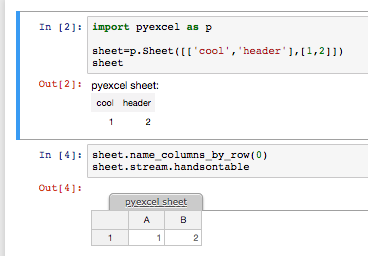 In [2]: import pyexcel as p
sheet=p.Sheet([['cool','header'],[1,2]])
sheet
Out[2]: pyexcel sheet:
cool header
1 2
In [4]: sheet.name_columns_by_row(0)
sheet.stream.handsontable
Out[4]:
pyexcel sheet
A B
1 1 2